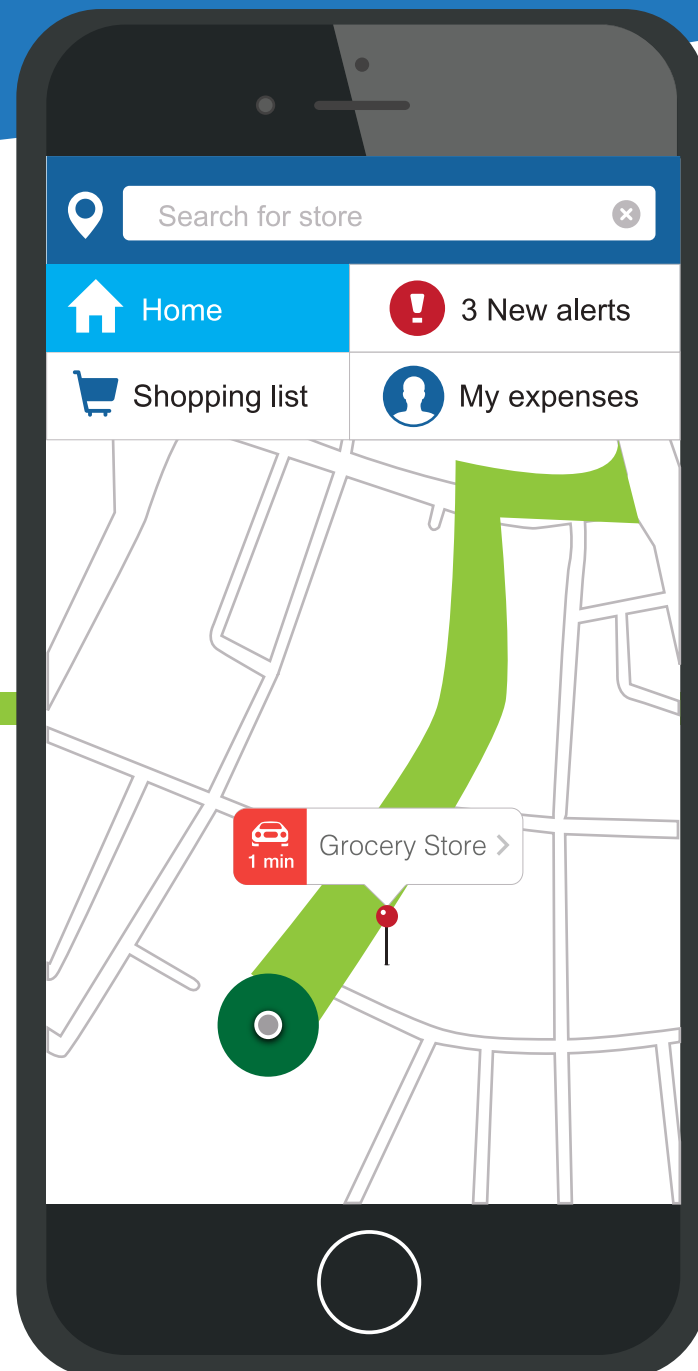 Search for store
Home
3 New alerts
Shopping list
My expenses
1 min
Grocery Store